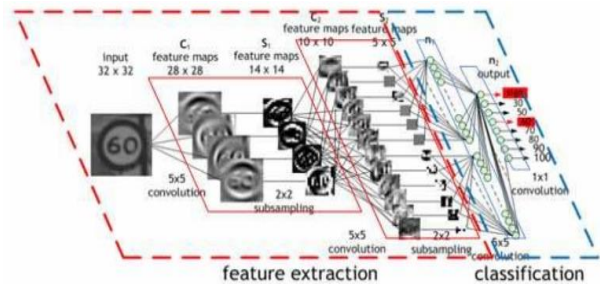 input
32 x 32
C1
feature maps
28 x 28
S1
feature maps
14 x 14
C2
feature maps
10 x 10
S2
feature maps
5 x 5
n1
n2
output
30
50
60
70
80
90
100
1x1
convolution
60
5x5
convolution
2x2
subsampling
5x5
convolution
2x2
subsampling
convolution
feature extraction
classification